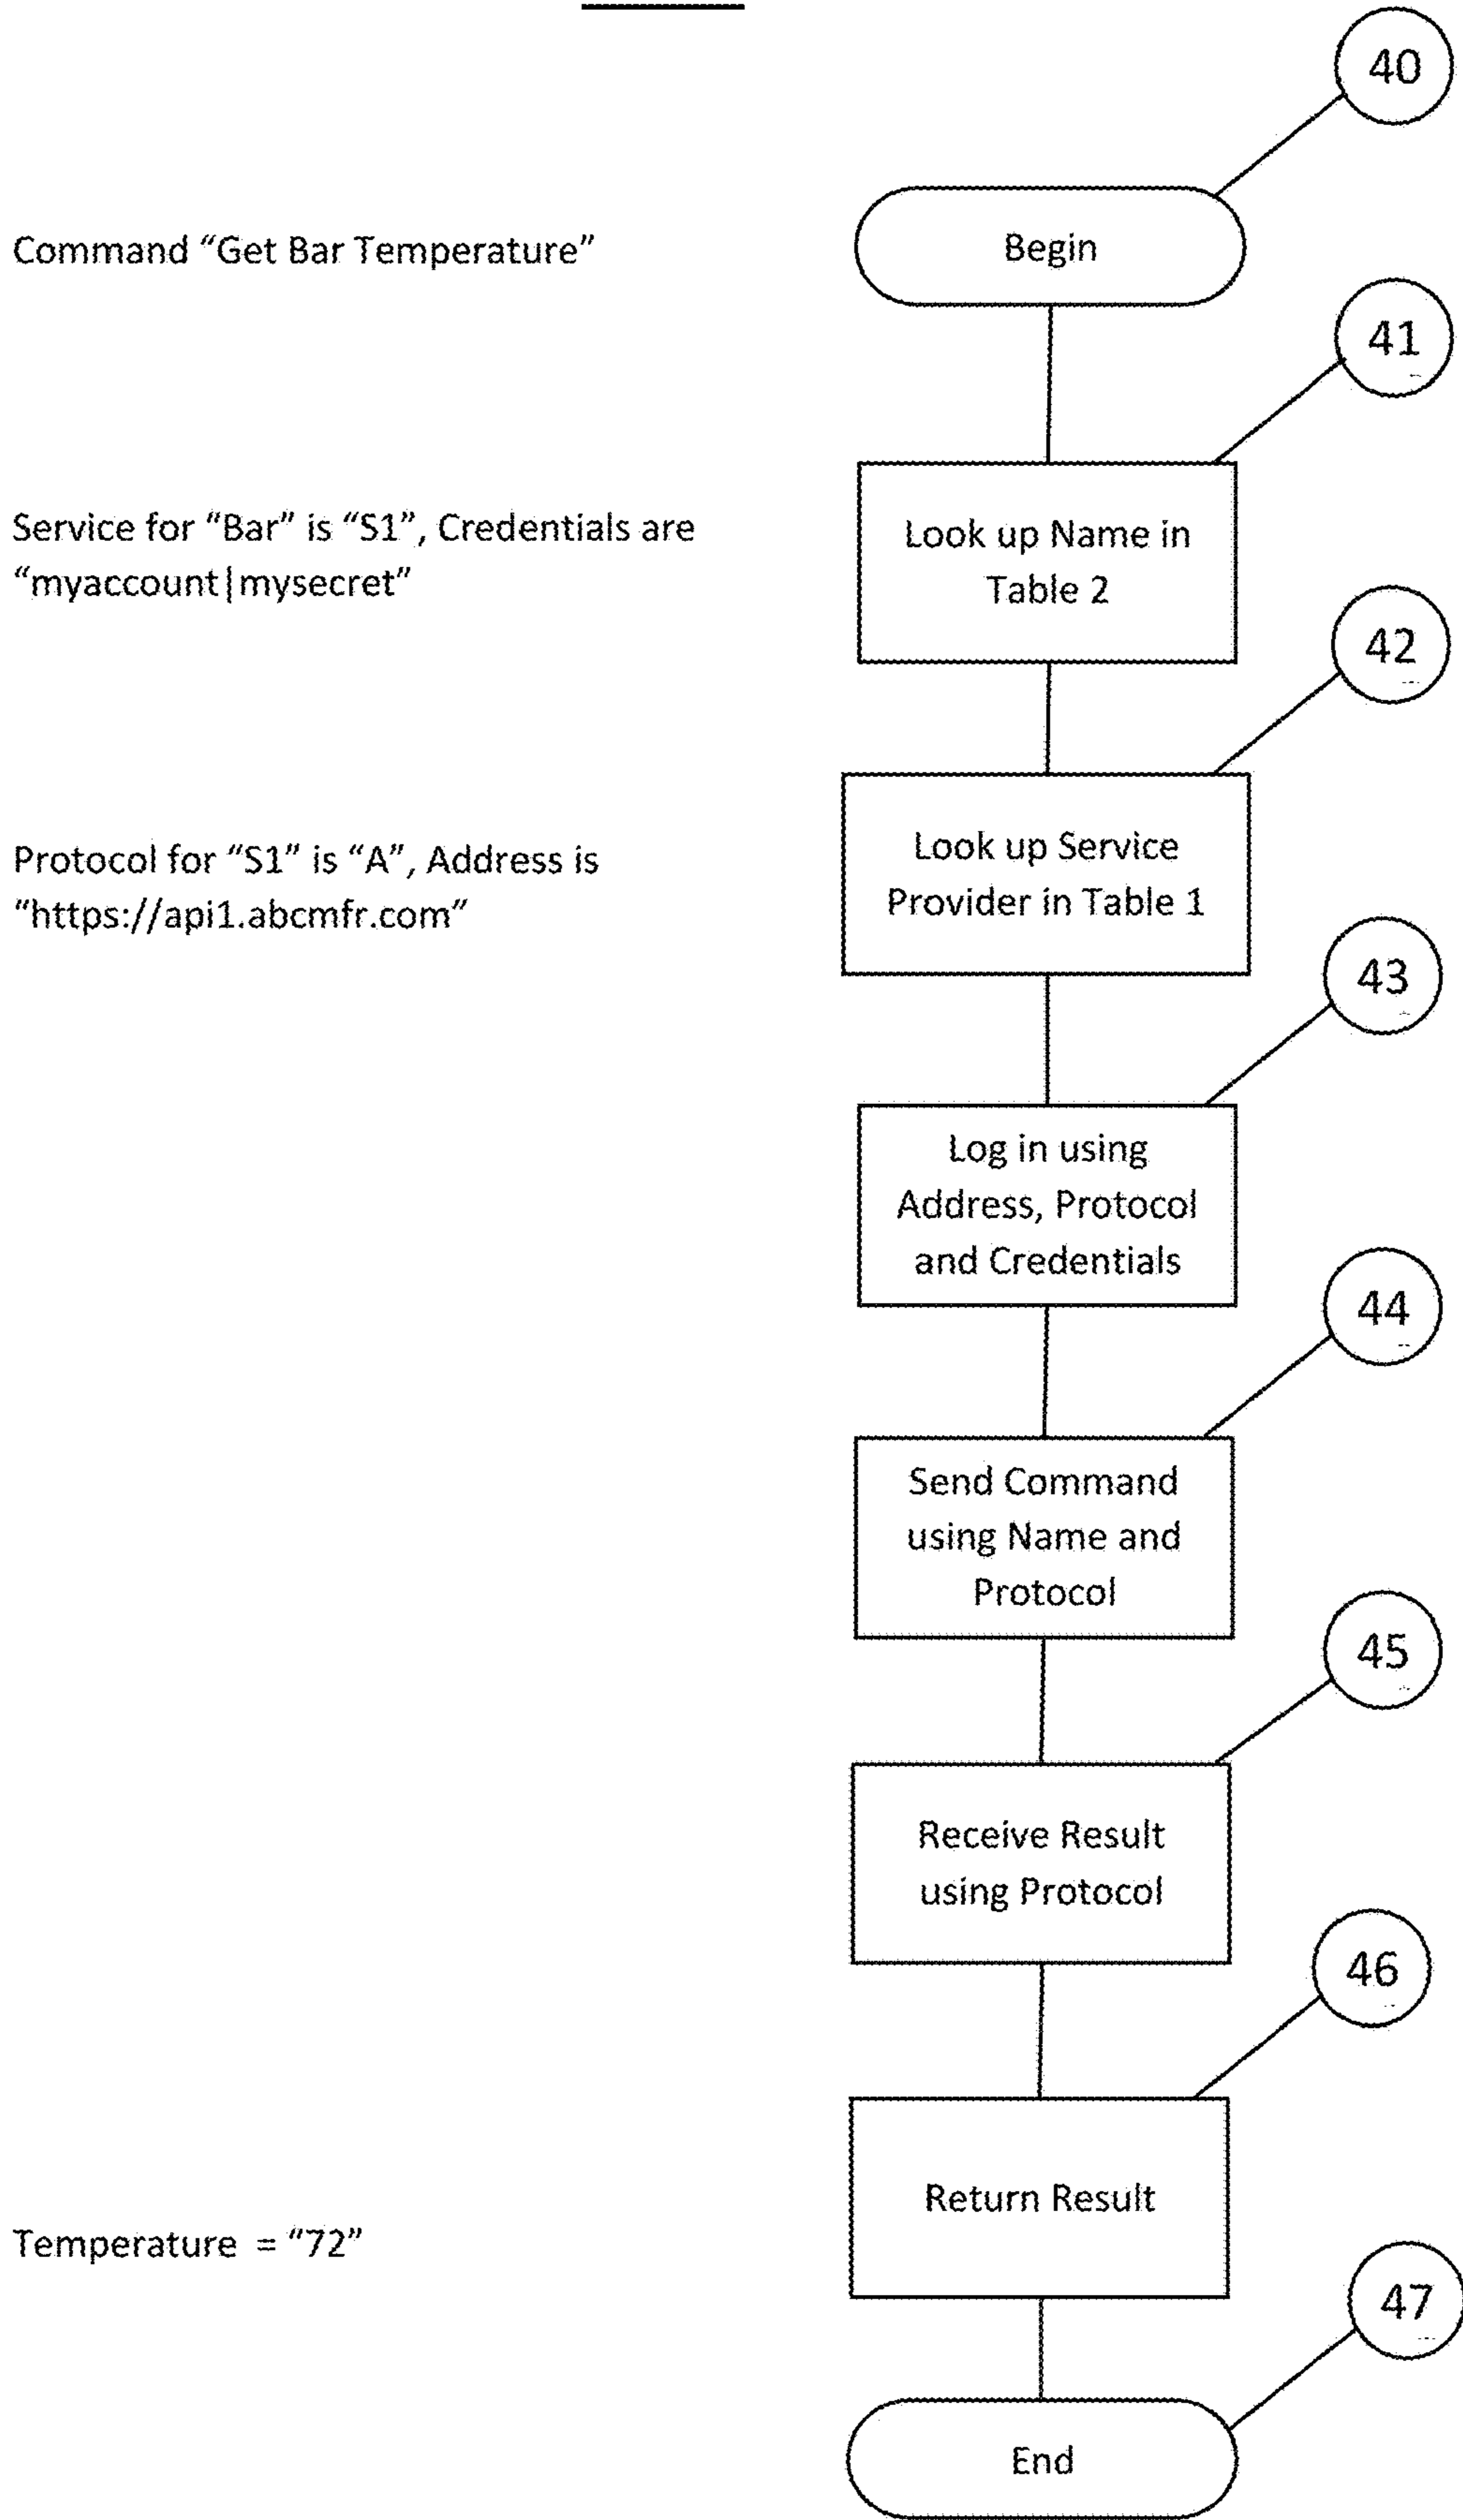 40
Command “Get Bar Temperature”
Begin
41
Service for “Bar” is “S1”, Credentials are
“myaccount|mysecret”
Look up Name in
Table 2
42
Protocol for “S1” is “A”, Address is
“https://api1.abcmfr.com”
Look up Service
Provider in Table 1
43
Log in using
Address, Protocol
and Credentials
44
Send Command
using Name and
Protocol
45
Receive Result
using Protocol
46
Return Result
Temperature = “72”
47
End